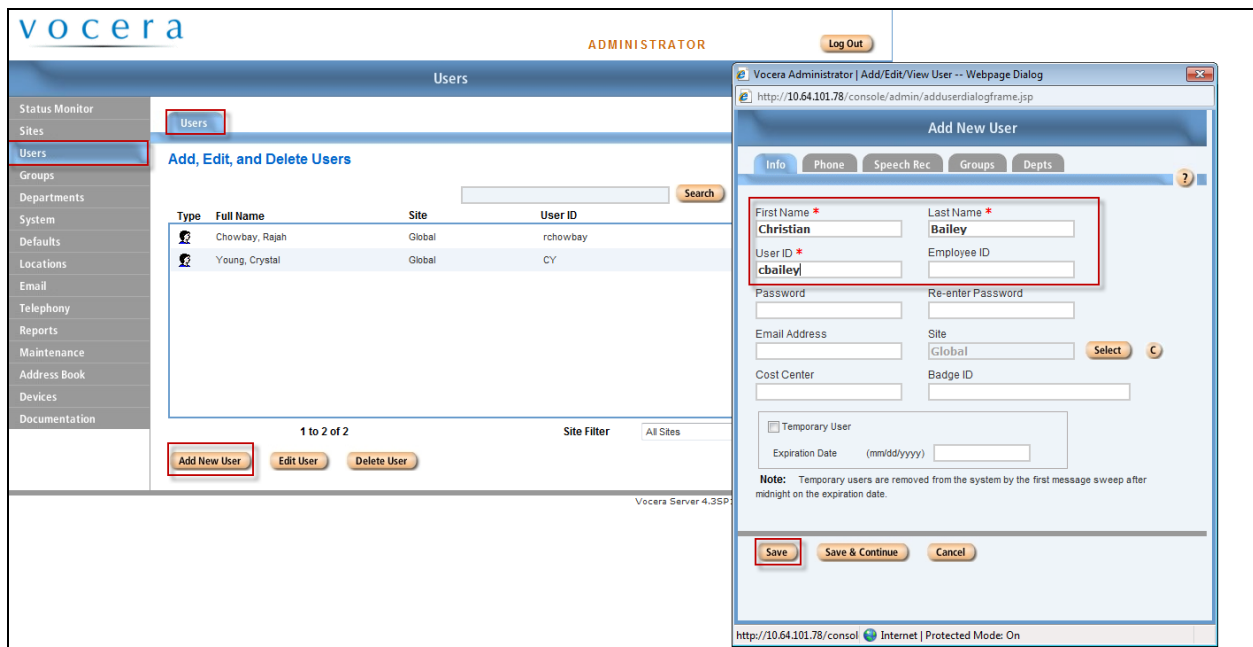 vocera
ADMINISTRATOR
Log Out
Users
Status Monitor
Sites
Users
Groups
Departments
System
Defaults
Locations
Email
Telephony
Reports
Maintenance
Address Book
Devices
Documentation
Users
Add, Edit, and Delete Users
Search
Type Full Name Site User ID
Chowbay, Rajah Global rchowbay
Young, Crystal Global CY
1 to 2 of 2 Site Filter All Sites
Add New User Edit User Delete User
Vocera Server 4.3SP
Vocera Administrator | Add/Edit/View User -- Webpage Dialog
http://10.64.101.78/console/admin/adduserdialogframe.jsp
Add New User
Info Phone Speech Rec Groups Depts
?
First Name * Last Name *
Christian Bailey
User ID * Employee ID
cbailey
Password Re-enter Password
Email Address Site
Global Select C
Cost Center Badge ID
Temporary User
Expiration Date (mm/dd/yyyy)
Note: Temporary users are removed from the system by the first message sweep after
midnight on the expiration date.
Save Save & Continue Cancel
http://10.64.101.78/consol Internet | Protected Mode: On